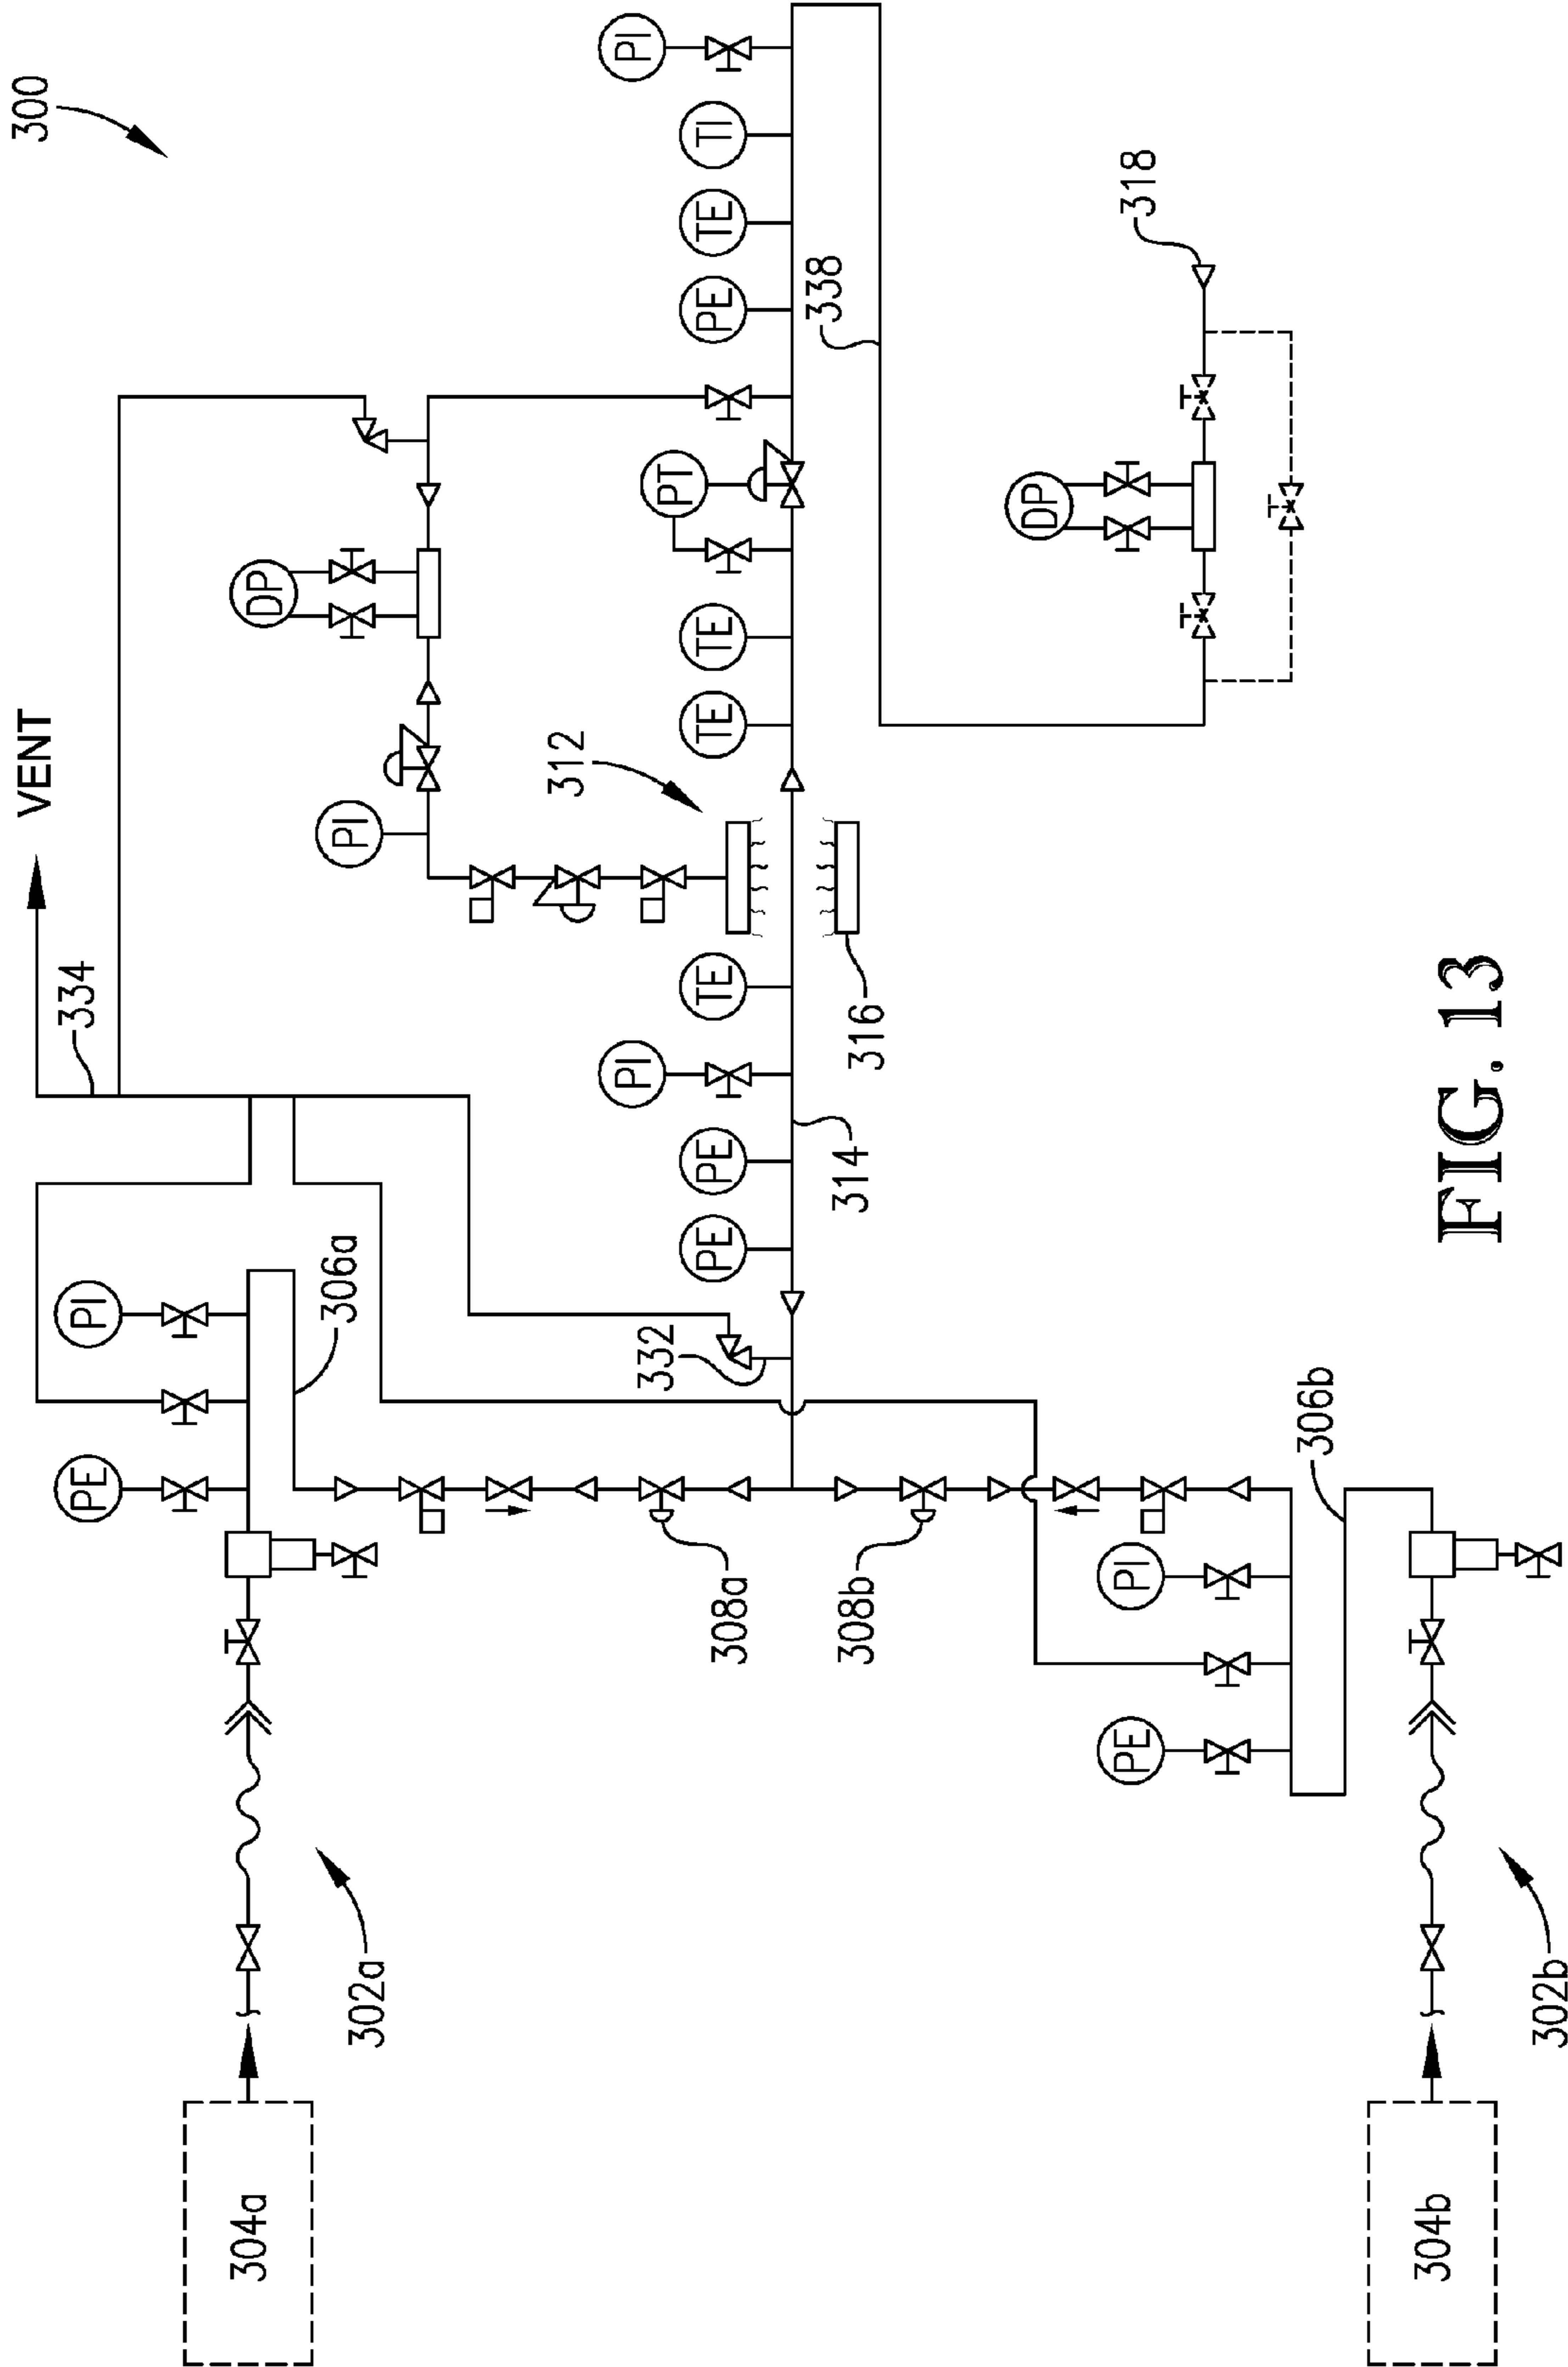 VENT
300
334
PE
PI
304a
DP
306a
PI
302a
312
PI
PI
332
PT
PE
PE
TE
TE
TE
PE
TE
TI
308a
338
314
308b
316
DP
PE
PI
318
306b
304b
302b
FIG. 13